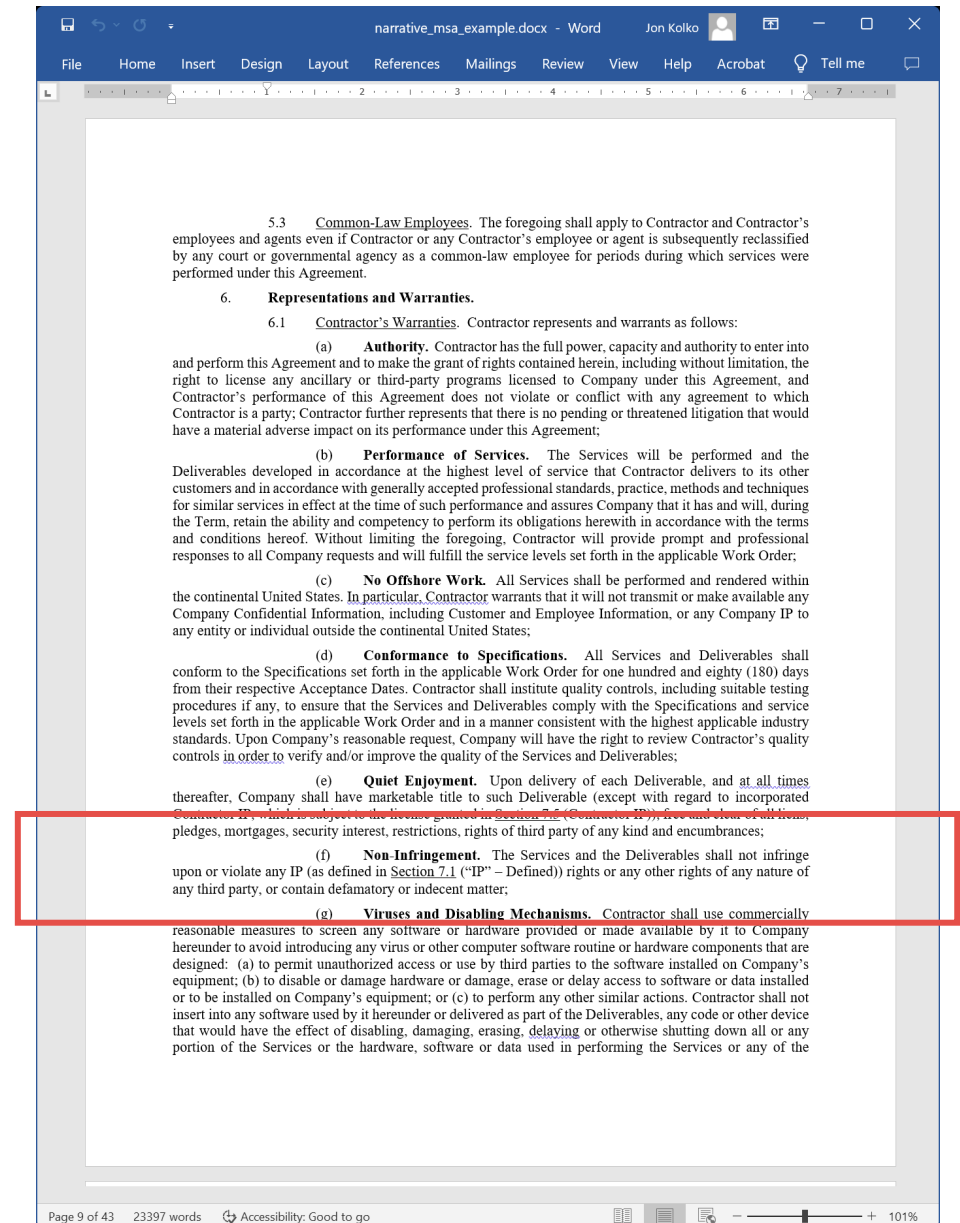 narrative_msa_example.docx - Word Jon Kolko
File Home Insert Design Layout References Mailings Review View Help Acrobat Tell me
L 1 2 3 4 5 6 7
5.3 Common-Law Employees. The foregoing shall apply to Contractor and Contractor’s
employees and agents even if Contractor or any Contractor’s employee or agent is subsequently reclassified
by any court or governmental agency as a common-law employee for periods during which services were
performed under this Agreement.
6. Representations and Warranties.
6.1 Contractor’s Warranties. Contractor represents and warrants as follows:
(a) Authority. Contractor has the full power, capacity and authority to enter into
and perform this Agreement and to make the grant of rights contained herein, including without limitation, the
right to license any ancillary or third-party programs licensed to Company under this Agreement, and
Contractor’s performance of this Agreement does not violate or conflict with any agreement to which
Contractor is a party; Contractor further represents that there is no pending or threatened litigation that would
have a material adverse impact on its performance under this Agreement;
(b) Performance of Services. The Services will be performed and the
Deliverables developed in accordance at the highest level of service that Contractor delivers to its other
customers and in accordance with generally accepted professional standards, practice, methods and techniques
for similar services in effect at the time of such performance and assures Company that it has and will, during
the Term, retain the ability and competency to perform its obligations herewith in accordance with the terms
and conditions hereof. Without limiting the foregoing, Contractor will provide prompt and professional
responses to all Company requests and will fulfill the service levels set forth in the applicable Work Order;
(c) No Offshore Work. All Services shall be performed and rendered within
the continental United States. In particular, Contractor warrants that it will not transmit or make available any
Company Confidential Information, including Customer and Employee Information, or any Company IP to
any entity or individual outside the continental United States;
(d) Conformance to Specifications. All Services and Deliverables shall
conform to the Specifications set forth in the applicable Work Order for one hundred and eighty (180) days
from their respective Acceptance Dates. Contractor shall institute quality controls, including suitable testing
procedures if any, to ensure that the Services and Deliverables comply with the Specifications and service
levels set forth in the applicable Work Order and in a manner consistent with the highest applicable industry
standards. Upon Company’s reasonable request, Company will have the right to review Contractor’s quality
controls in order to verify and/or improve the quality of the Services and Deliverables;
(e) Quiet Enjoyment. Upon delivery of each Deliverable, and at all times
thereafter, Company shall have marketable title to such Deliverable (except with regard to incorporated
Contractor IP, which is subject to the license granted in Section 7.5 (Contractor IP)), free and clear of all liens,
pledges, mortgages, security interest, restrictions, rights of third party of any kind and encumbrances;
(f) Non-Infringement. The Services and the Deliverables shall not infringe
upon or violate any IP (as defined in Section 7.1 (“IP” – Defined)) rights or any other rights of any nature of
any third party, or contain defamatory or indecent matter;
(g) Viruses and Disabling Mechanisms. Contractor shall use commercially
reasonable measures to screen any software or hardware provided or made available by it to Company
hereunder to avoid introducing any virus or other computer software routine or hardware components that are
designed: (a) to permit unauthorized access or use by third parties to the software installed on Company’s
equipment; (b) to disable or damage hardware or damage, erase or delay access to software or data installed
or to be installed on Company’s equipment; or (c) to perform any other similar actions. Contractor shall not
insert into any software used by it hereunder or delivered as part of the Deliverables, any code or other device
that would have the effect of disabling, damaging, erasing, delaying or otherwise shutting down all or any
portion of the Services or the hardware, software or data used in performing the Services or any of the
Page 9 of 43 23397 words Accessibility: Good to go 101%